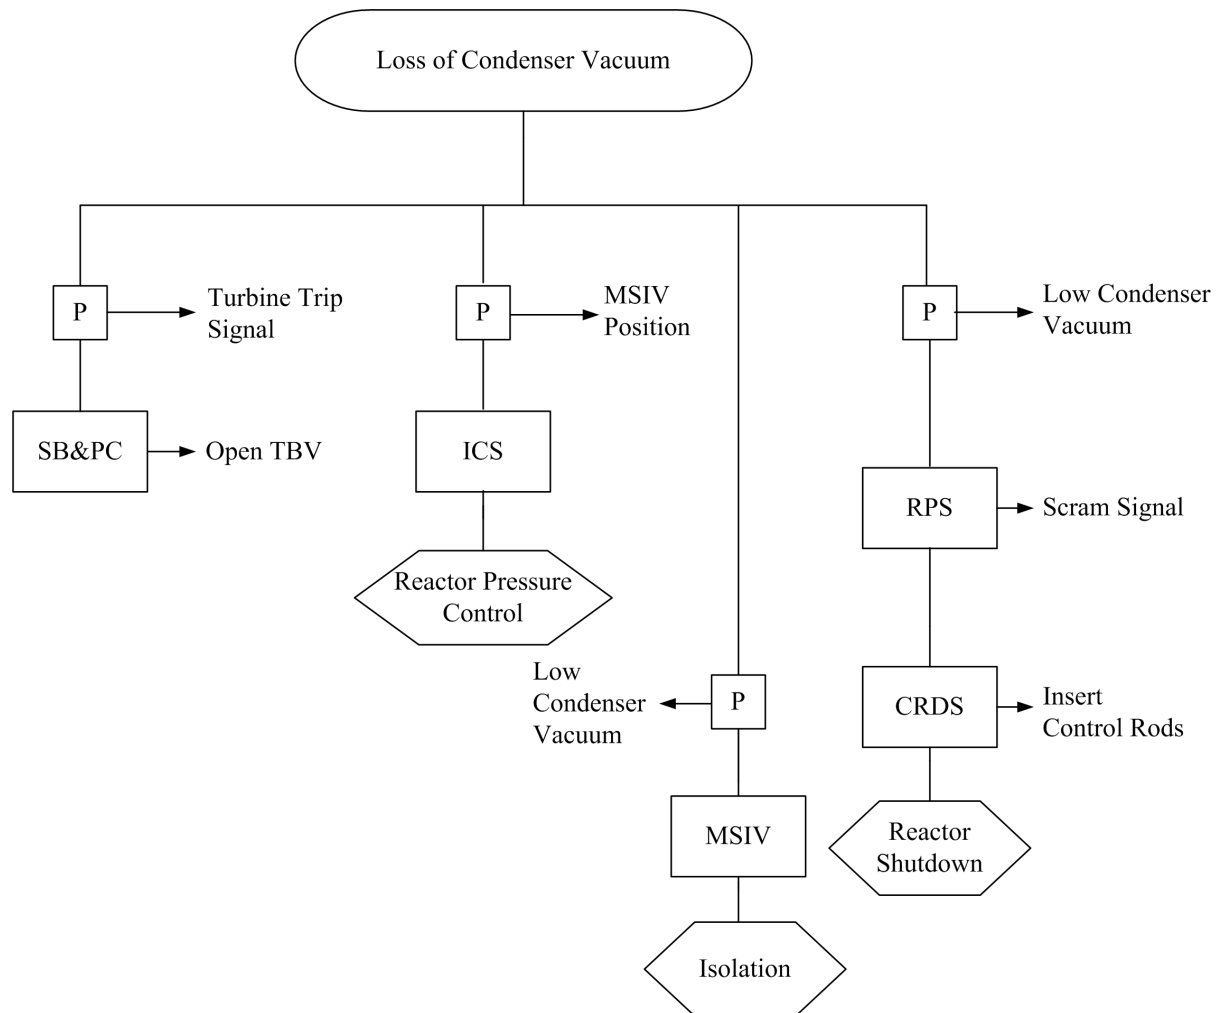 Loss of Condenser Vacuum
P
Turbine Trip
Signal
SB&PC
Open TBV
P
MSIV
Position
ICS
Reactor Pressure
Control
Low
Condenser
Vacuum
P
MSIV
Isolation
P
Low Condenser
Vacuum
RPS
Scram Signal
CRDS
Insert
Control Rods
Reactor
Shutdown